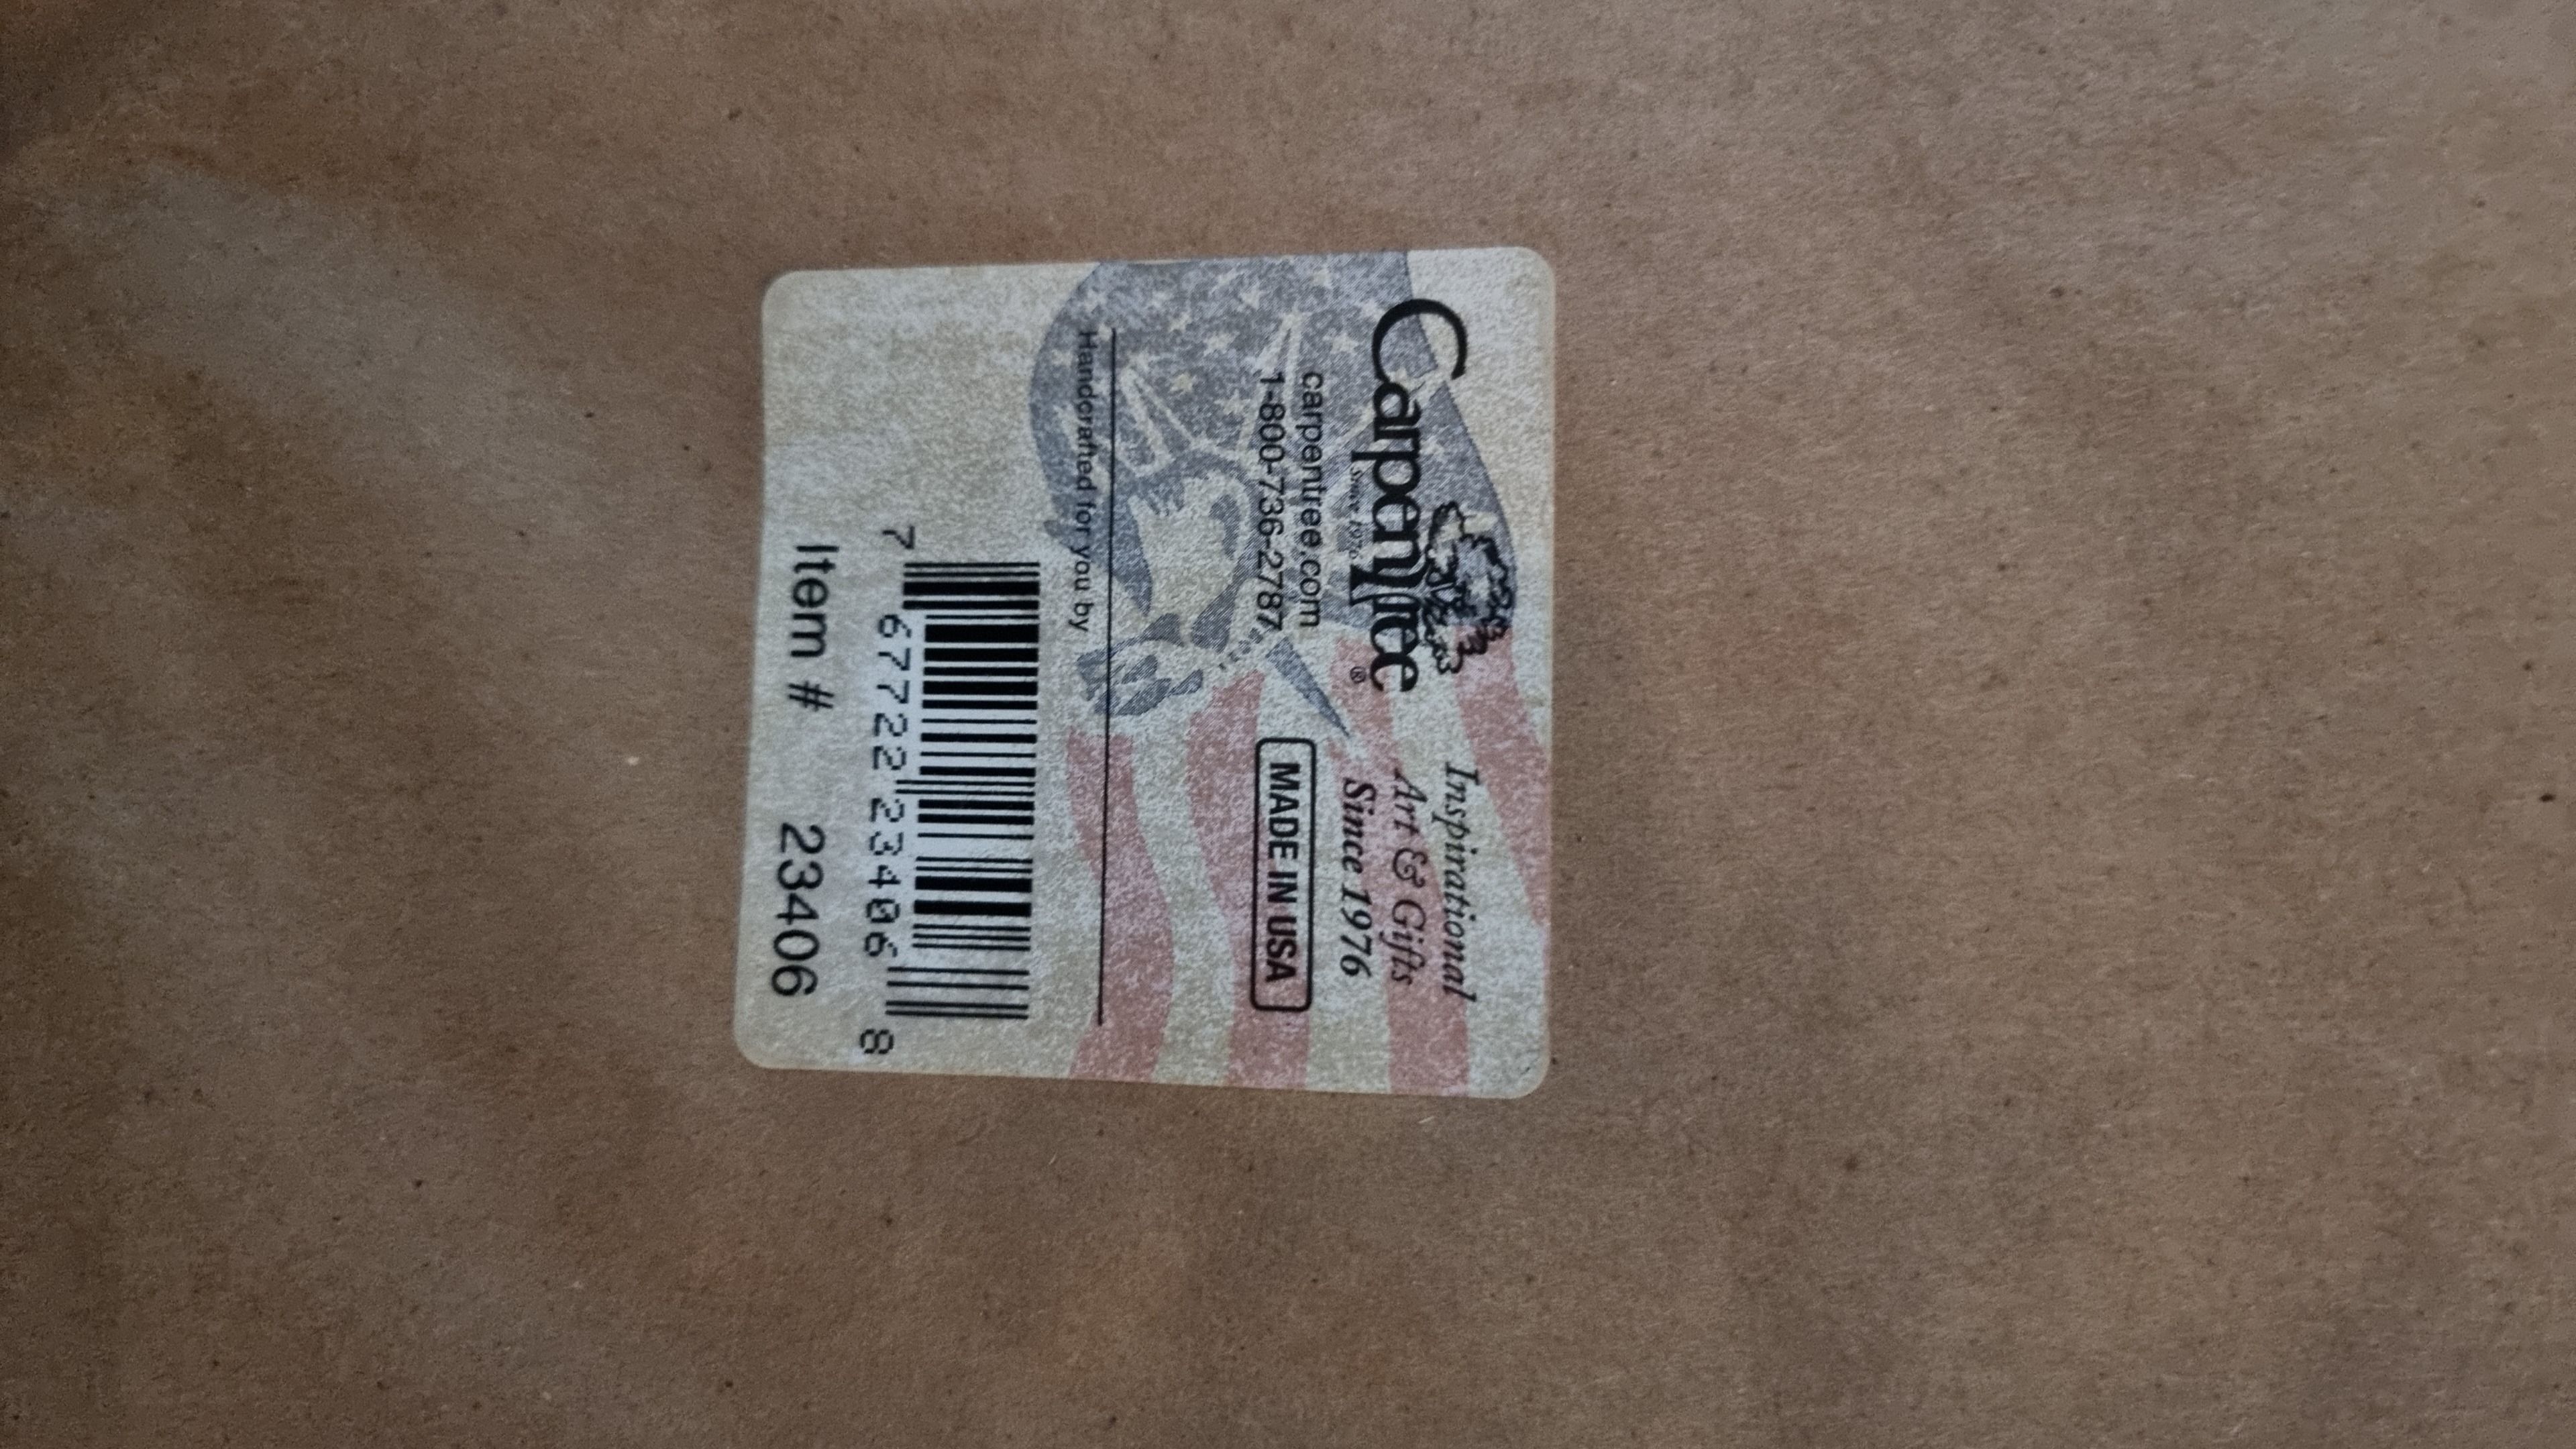 CarpenTree®
Since 1976
carpentree.com
1-800-736-2787
Inspirational
Art & Gifts
Since 1976
MADE IN USA
Handcrafted for you by
7 67722 23406 8
Item # 23406